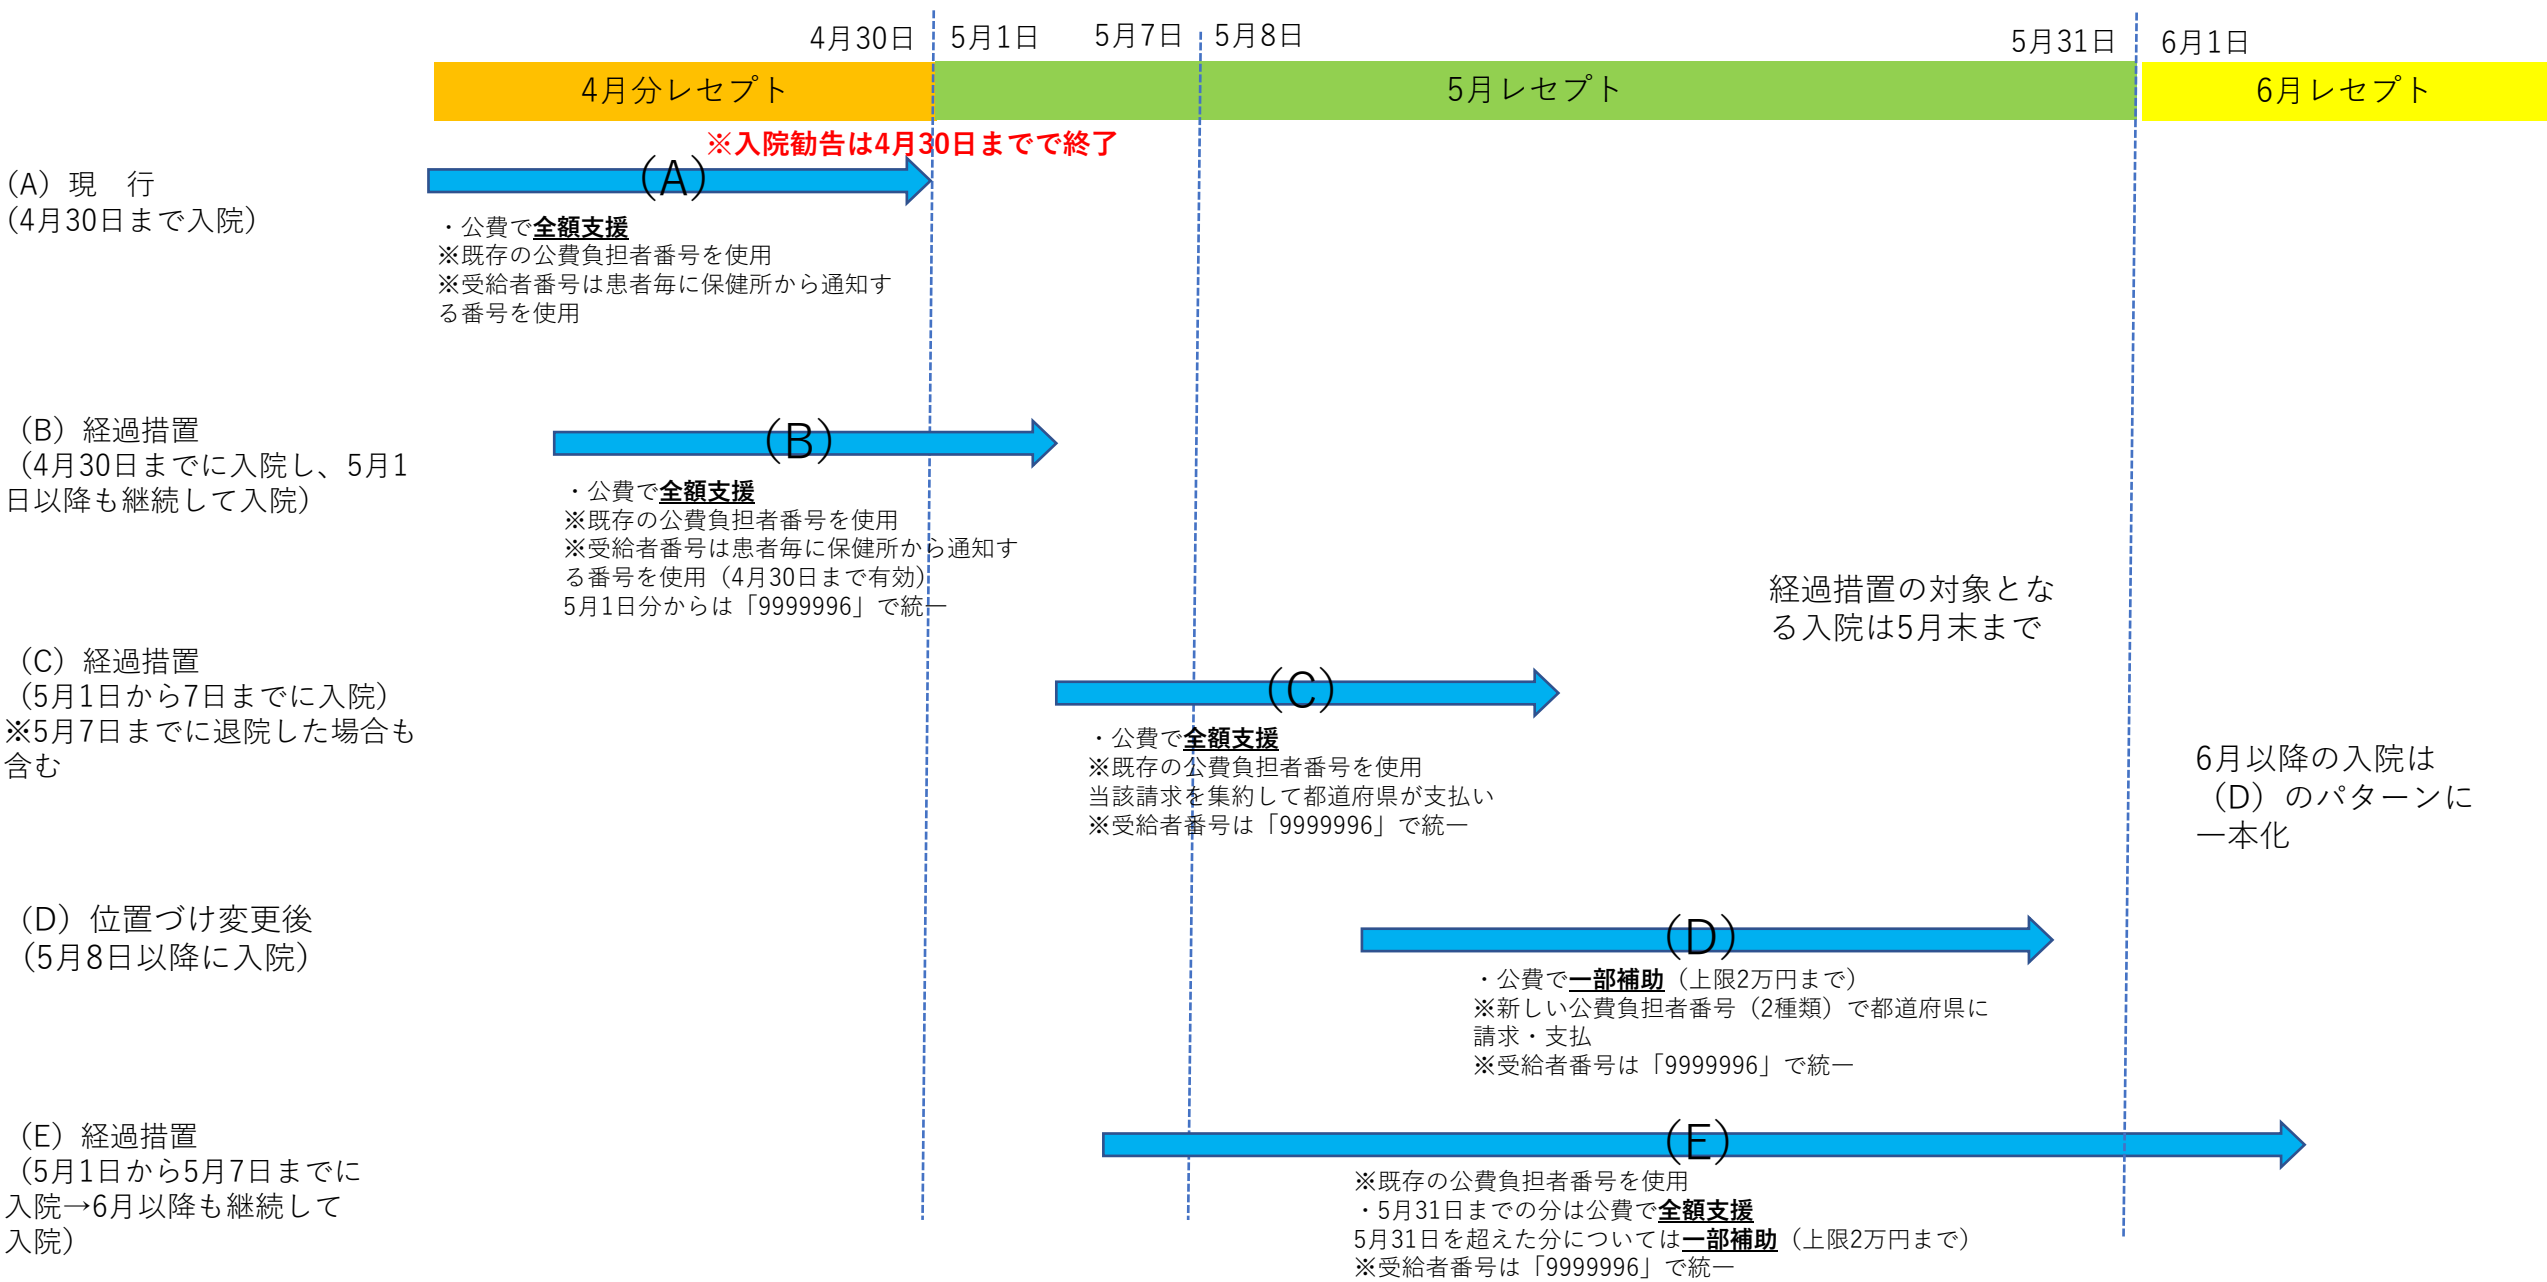 4月30日
5月1日
5月7日
5月8日
5月31日
6月1日
4月分レセプト
5月レセプト
6月レセプト
※入院勧告は4月30日までで終了
（A）現　行
（4月30日まで入院）
（A）
・公費で全額支援
※既存の公費負担者番号を使用
※受給者番号は患者毎に保健所から通知す
る番号を使用
（B）経過措置
（4月30日までに入院し、5月1
日以降も継続して入院）
（B）
・公費で全額支援
※既存の公費負担者番号を使用
※受給者番号は患者毎に保健所から通知す
る番号を使用（4月30日まで有効）
5月1日分からは「9999996」で統一
経過措置の対象とな
る入院は5月末まで
（C）経過措置
（5月1日から7日までに入院）
※5月7日までに退院した場合も
含む
（C）
・公費で全額支援
※既存の公費負担者番号を使用
当該請求を集約して都道府県が支払い
※受給者番号は「9999996」で統一
6月以降の入院は
（D）のパターンに
一本化
（D）位置づけ変更後
（5月8日以降に入院）
（D）
・公費で一部補助（上限2万円まで）
※新しい公費負担者番号（2種類）で都道府県に
請求・支払
※受給者番号は「9999996」で統一
（E）経過措置
（5月1日から5月7日までに
入院→6月以降も継続して
入院）
（E）
※既存の公費負担者番号を使用
・5月31日までの分は公費で全額支援
5月31日を超えた分については一部補助（上限2万円まで）
※受給者番号は「9999996」で統一